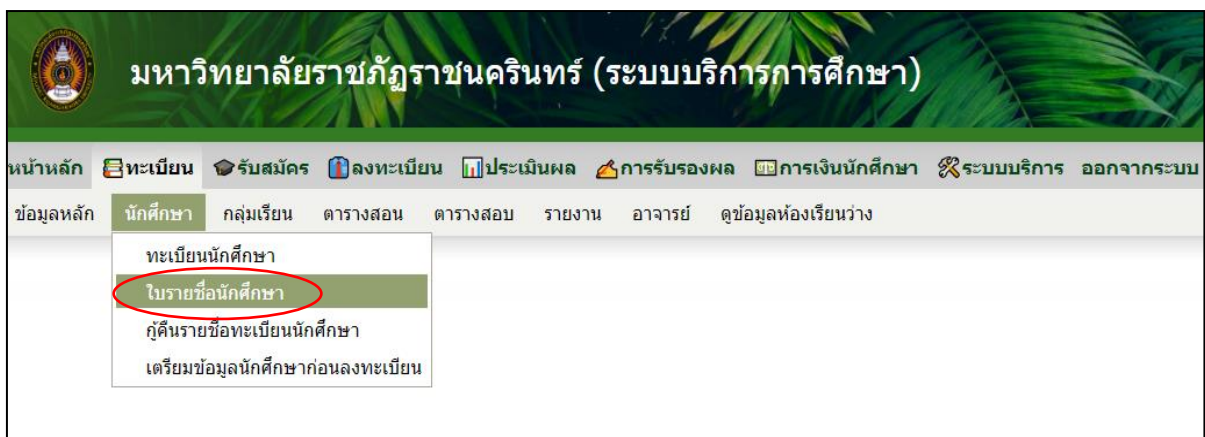 มหาวิทยาลัยราชภัฏราชนครินทร์ (ระบบบริการการศึกษา)
หน้าหลัก ทะเบียน รับสมัคร ลงทะเบียน ประเมินผล การรับรองผล การเงินนักศึกษา ระบบบริการ ออกจากระบบ
ข้อมูลหลัก นักศึกษา กลุ่มเรียน ตารางสอน ตารางสอบ รายงาน อาจารย์ ดูข้อมูลห้องเรียนว่าง
ทะเบียนนักศึกษา
ใบรายชื่อนักศึกษา
กู้คืนรายชื่อทะเบียนนักศึกษา
เตรียมข้อมูลนักศึกษาก่อนลงทะเบียน